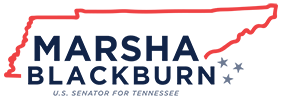 MARSHA
BLACKBURN
U.S. SENATOR FOR TENNESSEE